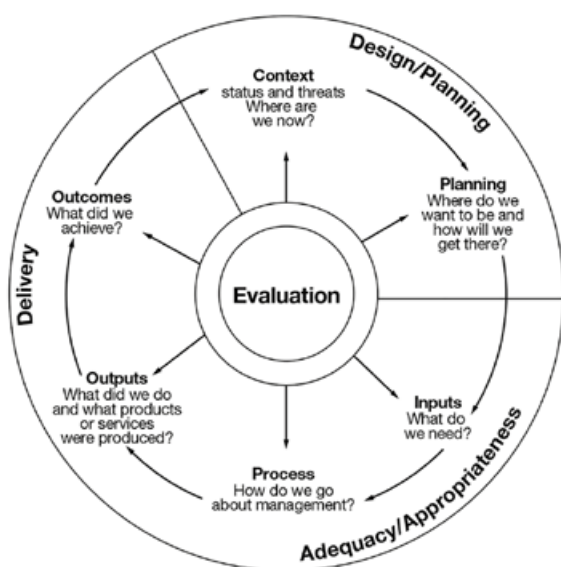 Design/Planning
Context
status and threats
Where are
we now?
Planning
Where do we
want to be and
how will we
get there?
Inputs
What do
we need?
Adequacy/Appropriateness
Process
How do we go
about management?
Outputs
What did we do
and what products
or services
were produced?
Delivery
Outcomes
What did we
achieve?
Evaluation